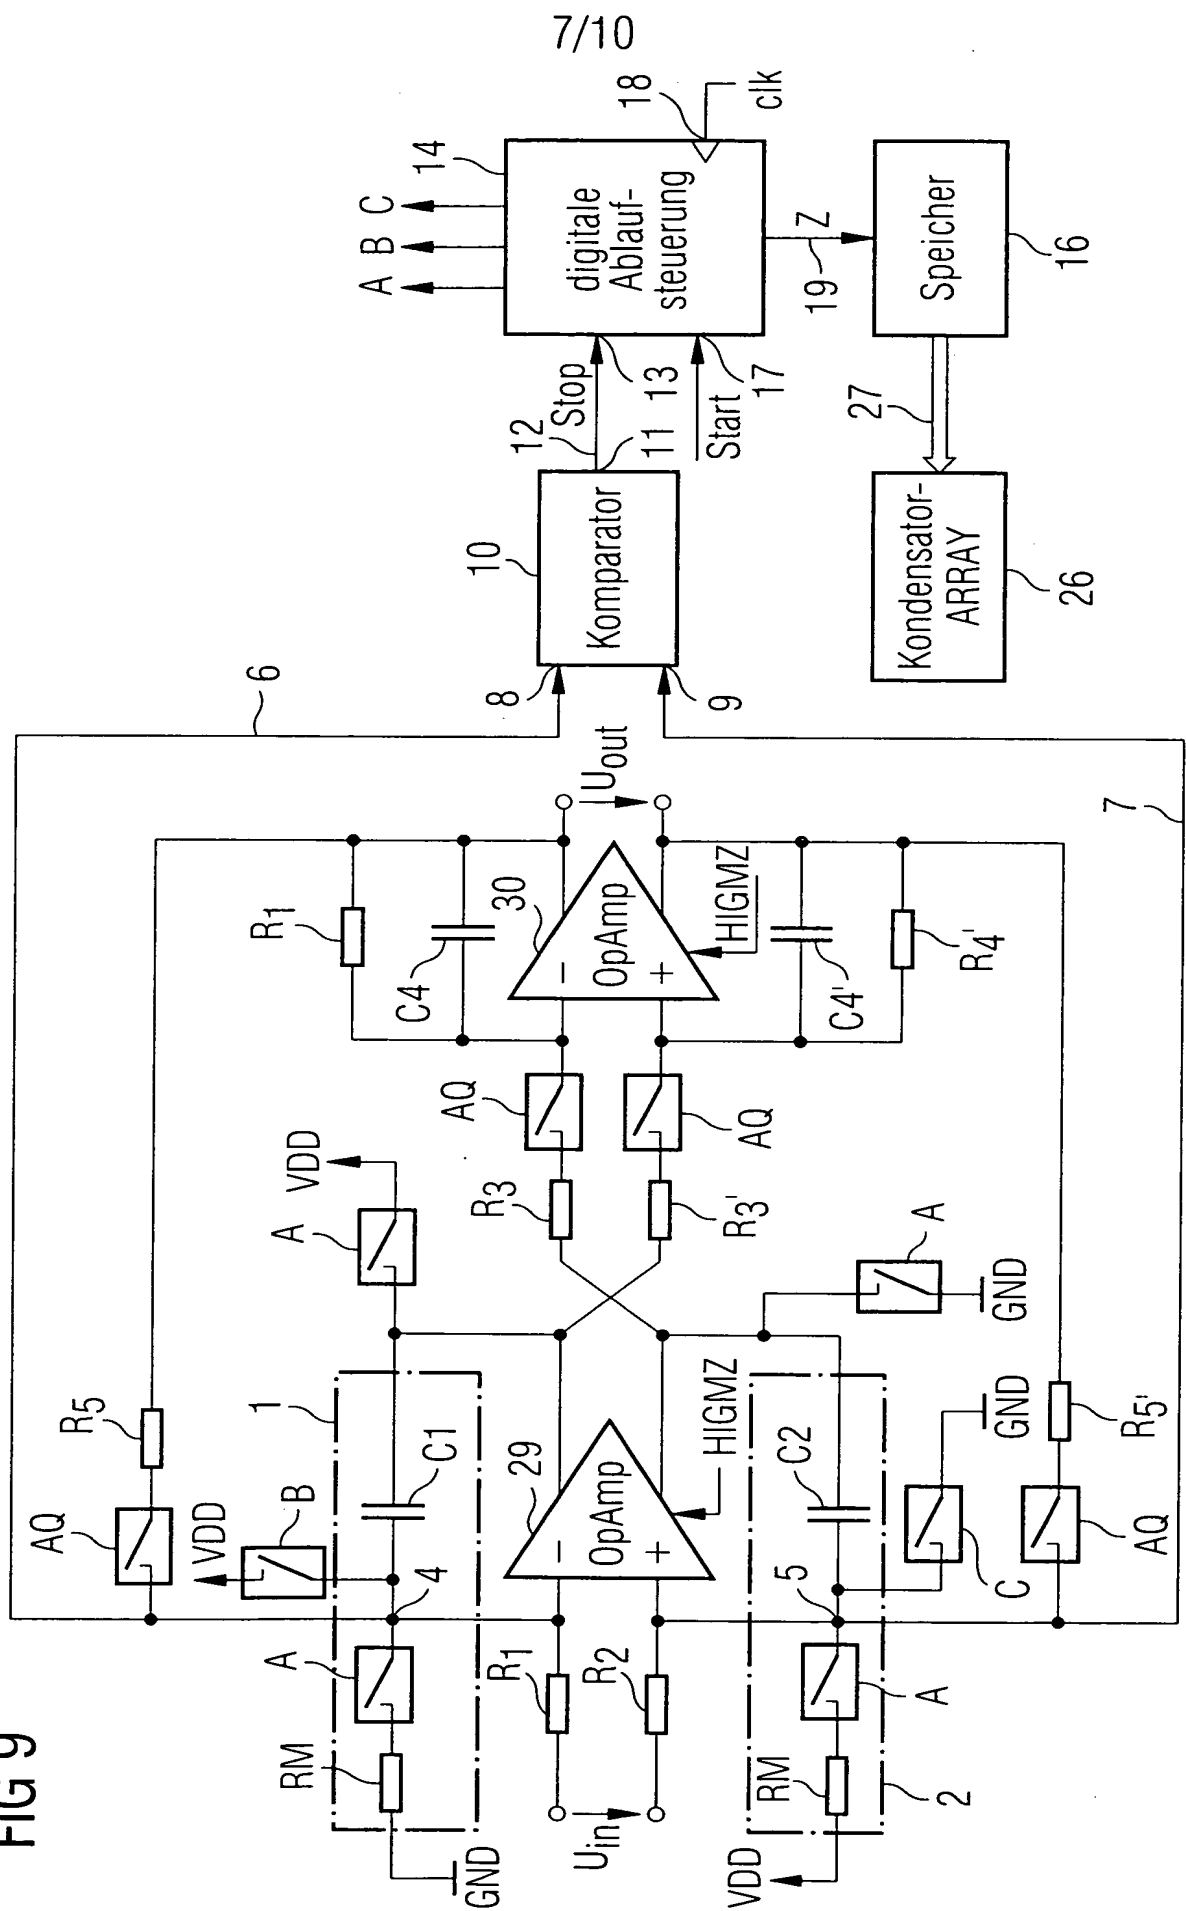 7/10
FIG 9
6
R5
AQ
VDD
B
1
C1
4
A
RM
GND
A
VDD
R1
C4
AQ
R3
30
OpAmp
−
+
HIGMZ
Uout
29
OpAmp
−
+
HIGMZ
R1
R2
Uin
R3'
AQ
C4'
R4'
A
GND
C2
5
C
GND
R5'
AQ
A
RM
2
VDD
7
8
9
10
Komparator
11
12
Stop
13
Start
17
A
B
C
14
digitale
Ablauf-
steuerung
18
clk
19
Z
Speicher
16
27
Kondensator-
ARRAY
26